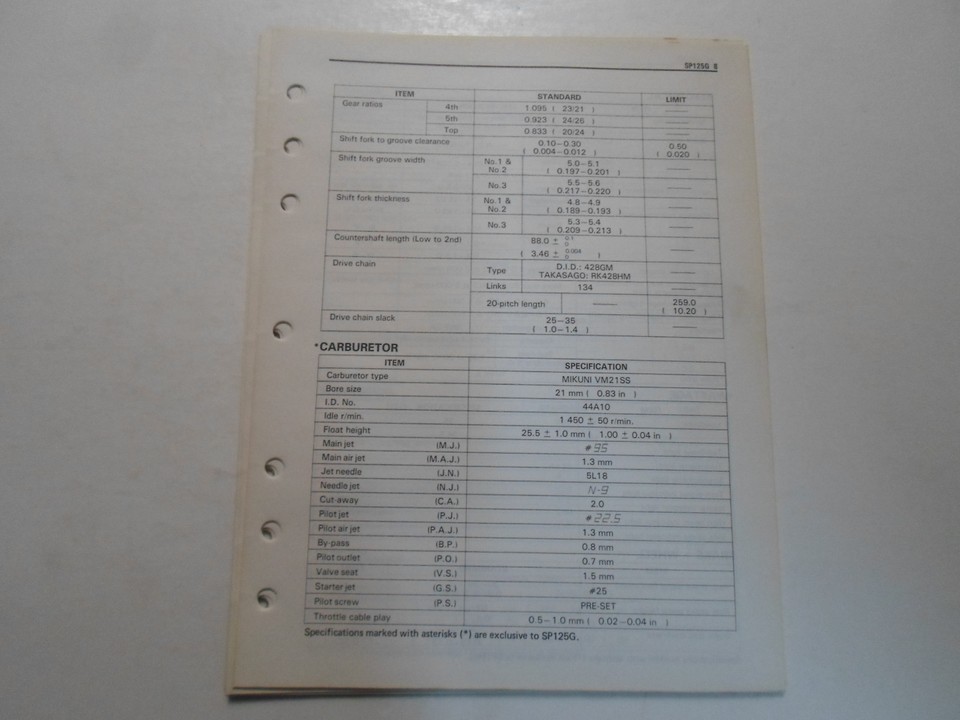 SP125G 8
ITEM STANDARD LIMIT
Gear ratios 4th 1.095 ( 23/21 ) ———
5th 0.923 ( 24/26 ) ———
Top 0.833 ( 20/24 ) ———
Shift fork to groove clearance 0.10–0.30 0.50
( 0.004–0.012 ) ( 0.020 )
Shift fork groove width No.1 & 5.0–5.1 ———
No.2 ( 0.197–0.201 )
No.3 5.5–5.6 ———
( 0.217–0.220 )
Shift fork thickness No.1 & 4.8–4.9 ———
No.2 ( 0.189–0.193 )
No.3 5.3–5.4 ———
( 0.209–0.213 )
Countershaft length (Low to 2nd) 88.0 ± 0.1 0 ———
( 3.46 ± 0.004 0 )
Drive chain Type D.I.D.: 428GM ———
TAKASAGO: RK428HM
Links 134 ———
20-pitch length ——— 259.0
( 10.20 )
Drive chain slack 25–35 ———
( 1.0–1.4 )
*CARBURETOR
ITEM SPECIFICATION
Carburetor type MIKUNI VM21SS
Bore size 21 mm ( 0.83 in )
I.D. No. 44A10
Idle r/min. 1 450 ± 50 r/min.
Float height 25.5 ± 1.0 mm ( 1.00 ± 0.04 in )
Main jet (M.J.) #95
Main air jet (M.A.J.) 1.3 mm
Jet needle (J.N.) 5L18
Needle jet (N.J.) N-9
Cut-away (C.A.) 2.0
Pilot jet (P.J.) #22.5
Pilot air jet (P.A.J.) 1.3 mm
By-pass (B.P.) 0.8 mm
Pilot outlet (P.O.) 0.7 mm
Valve seat (V.S.) 1.5 mm
Starter jet (G.S.) #25
Pilot screw (P.S.) PRE-SET
Throttle cable play 0.5–1.0 mm ( 0.02–0.04 in )
Specifications marked with asterisks (*) are exclusive to SP125G.